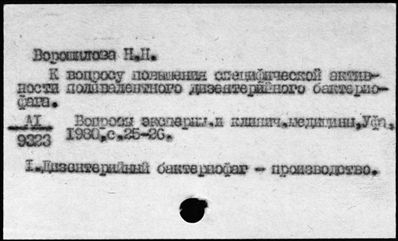 Ворошилова Н.Н.
К вопросу повышения специфической актив-
ности поливалентного дизентерийного бактерио-
фага.
АI Вопросы эксперим.и клинич.медицины,Уфа,
9323 1980,с.25-26.
I.Дизентерийный бактериофаг - производство.